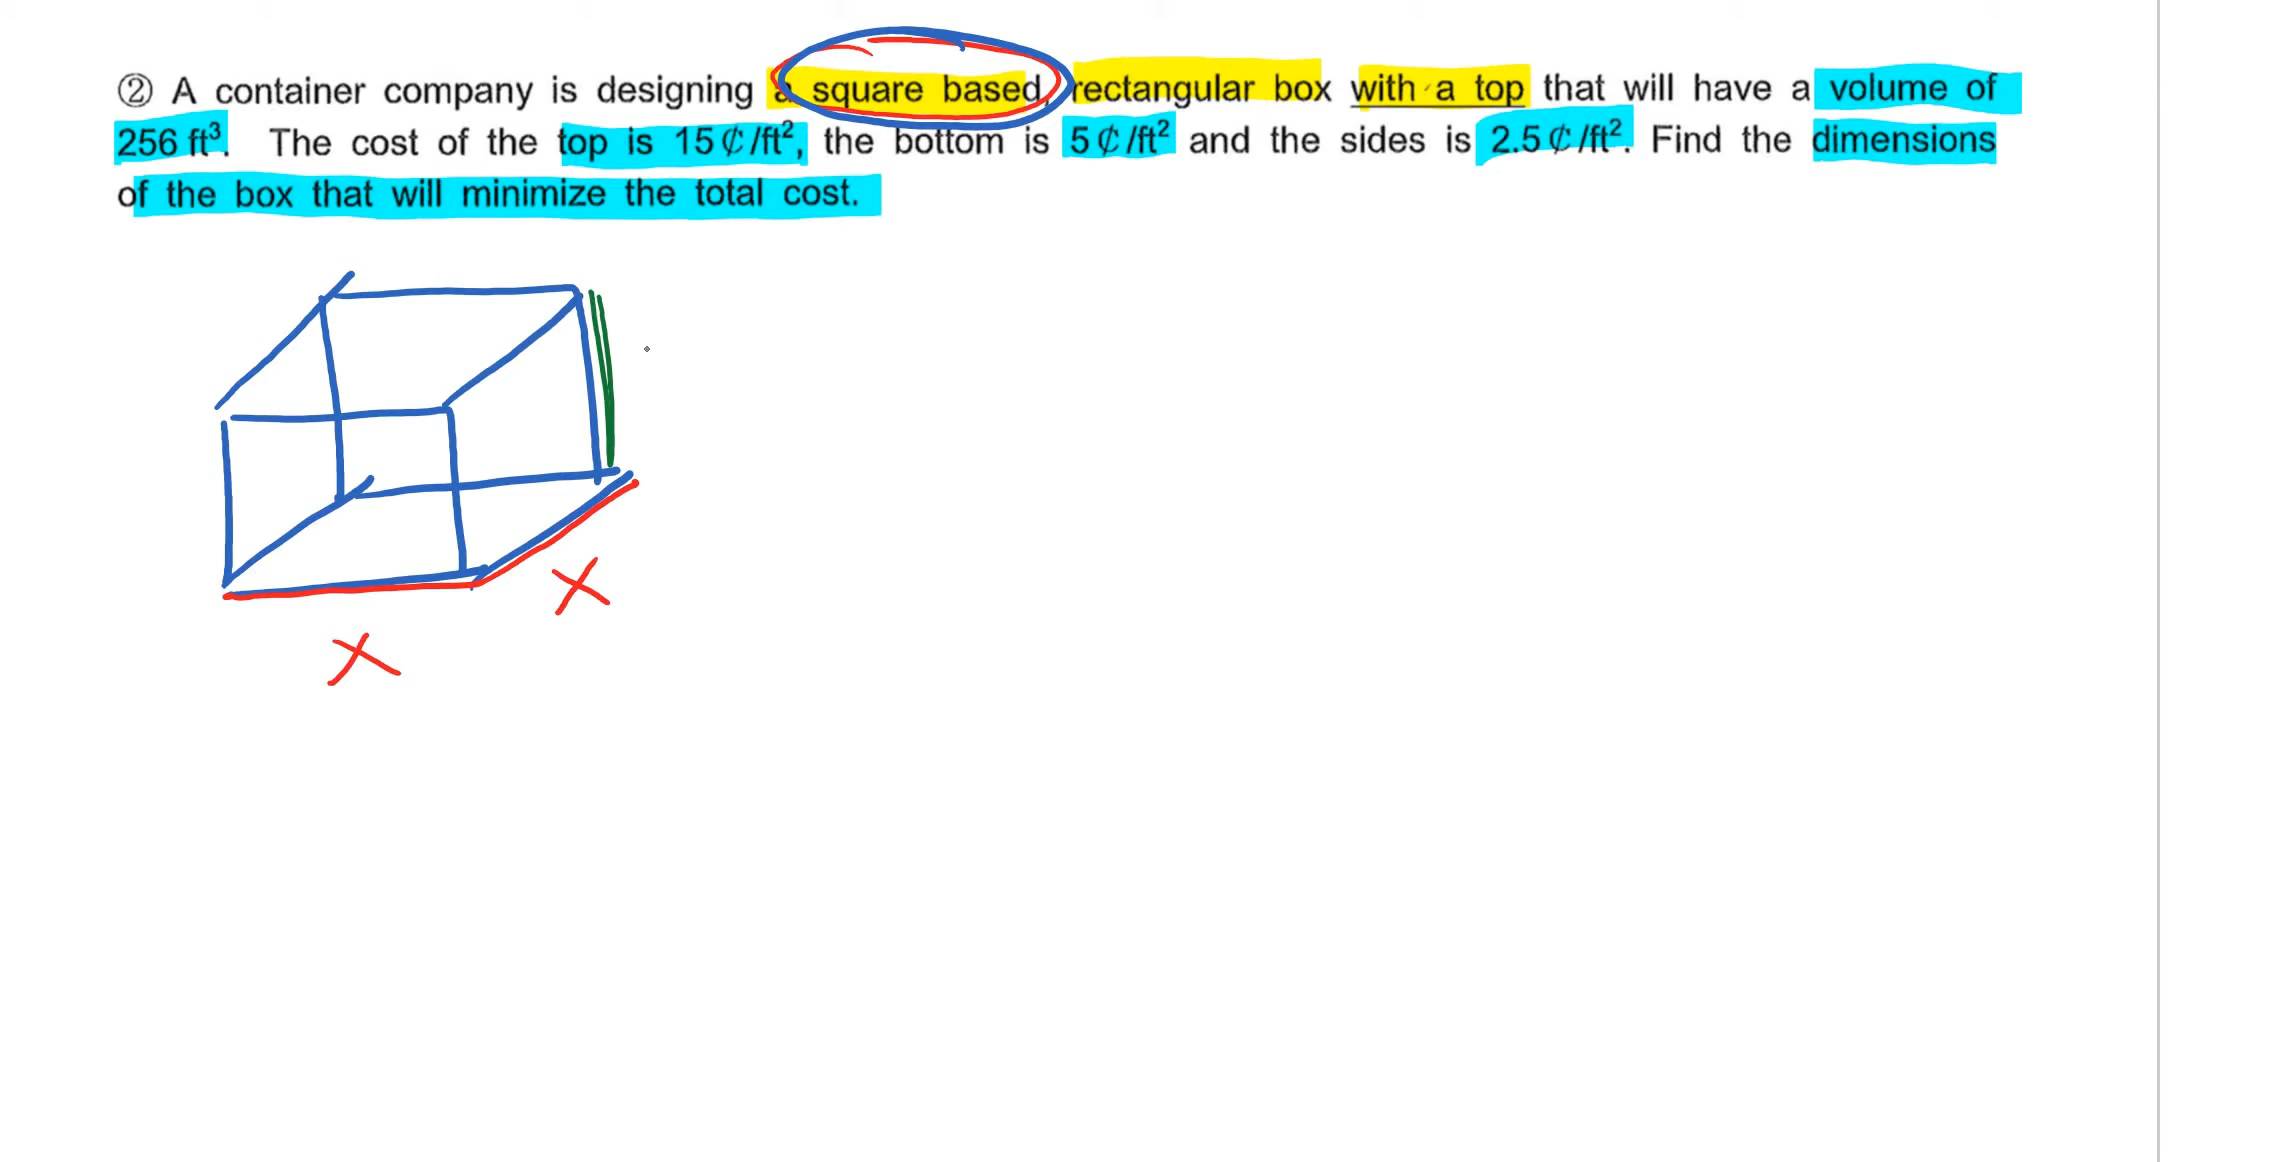 ② A container company is designing a square based, rectangular box with a top that will have a volume of
256 ft³. The cost of the top is 15 ¢/ft², the bottom is 5 ¢/ft² and the sides is 2.5 ¢/ft². Find the dimensions
of the box that will minimize the total cost.
X
X